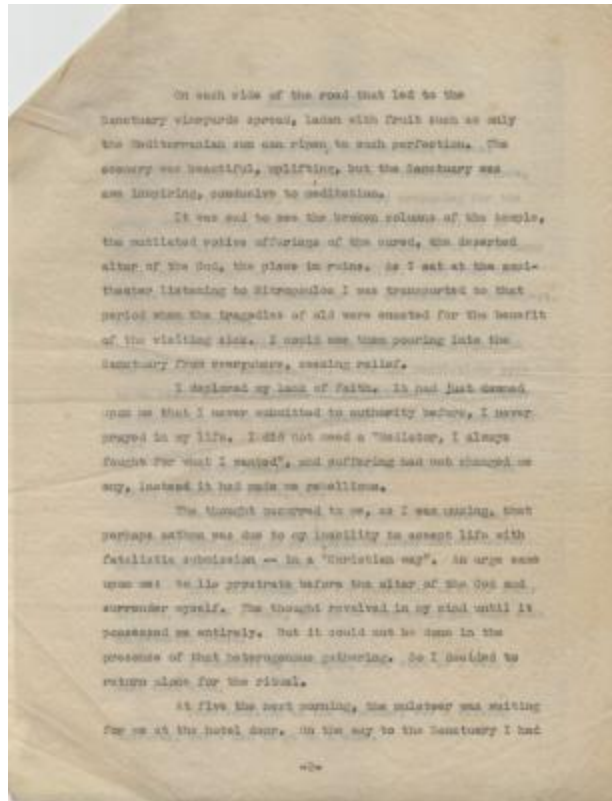 On each side of the road that led to the
Sanctuary vineyards spread, laden with fruit such as only
the Mediterranean sun can ripen to such perfection. The
scenery was beautiful, uplifting, but the Sanctuary was
awe inspiring, conducive to meditation.
It was sad to see the broken columns of the temple,
the mutilated votive offerings of the cured, the deserted
altar of the God, the place in ruins. As I sat at the ampi-
theater listening to Mitropoulos I was transported to that
period when the tragedies of old were enacted for the benefit
of the visiting sick. I could see them pouring into the
Sanctuary from everywhere, seeking relief.
I deplored my lack of Faith. It had just dawned
upon me that I never submitted to authority before, I never
prayed in my life. I did not need a "Mediator, I always
fought for what I wanted", and suffering had not changed me
any, instead it had made me rebellious.
The thought occurred to me, as I was musing, that
perhaps asthma was due to my inability to accept life with
fatalistic submission -- in a "Christian way". An urge came
upon me: to lie prostrate before the altar of the God and
surrender myself. The thought revolved in my mind until it
possessed me entirely. But it could not be done in the
presence of that heterogenous gathering. So I decided to
return alone for the ritual.
At five the next morning, the muleteer was waiting
for me at the hotel door. On the way to the Sanctuary I had
-2-